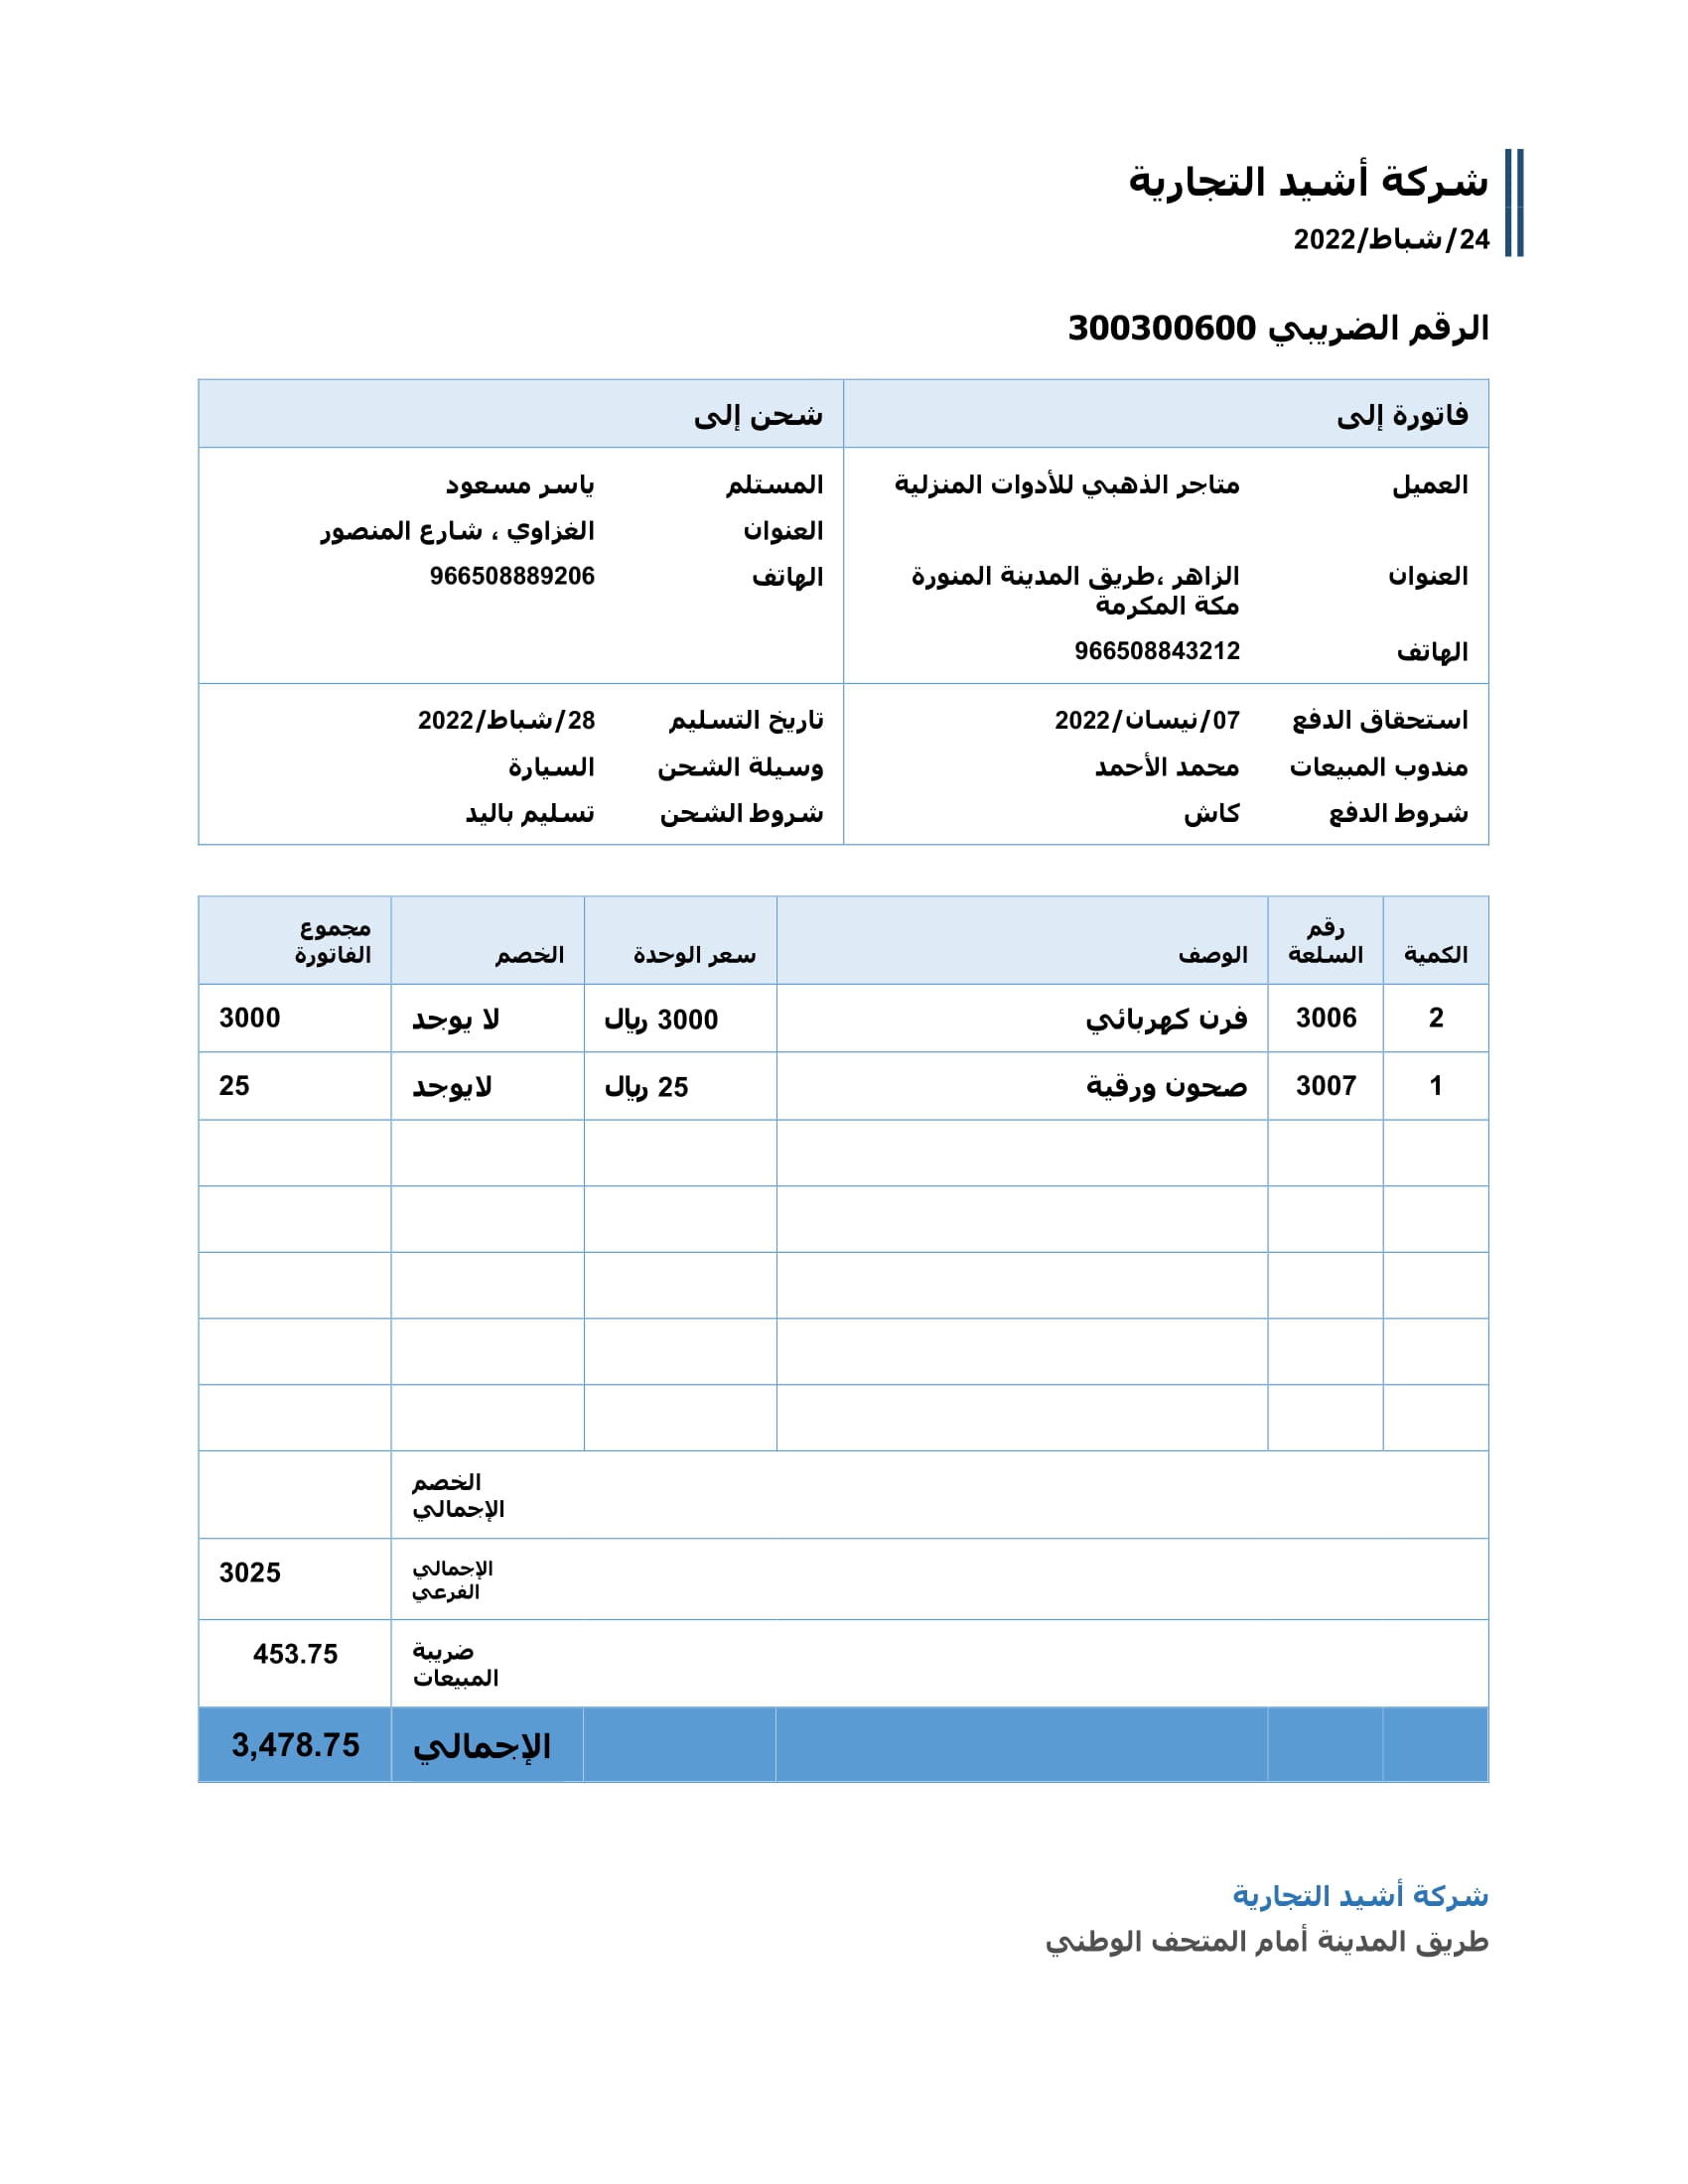 شركة أشيد التجارية
24/شباط/2022
الرقم الضريبي 300300600
فاتورة إلى
العميل متاجر الذهبي للأدوات المنزلية
العنوان الزاهر ،طريق المدينة المنورة
مكة المكرمة
الهاتف 966508843212
شحن إلى
المستلم ياسر مسعود
العنوان الغزاوي ، شارع المنصور
الهاتف 966508889206
استحقاق الدفع 07/نيسان/2022
مندوب المبيعات محمد الأحمد
شروط الدفع كاش
تاريخ التسليم 28/شباط/2022
وسيلة الشحن السيارة
شروط الشحن تسليم باليد
الكمية رقم السلعة الوصف سعر الوحدة الخصم مجموع الفاتورة
2 3006 فرن كهربائي 3000 ريال لا يوجد 3000
1 3007 صحون ورقية 25 ريال لايوجد 25
الخصم
الإجمالي
الإجمالي
الفرعي 3025
ضريبة
المبيعات 453.75
الإجمالي 3,478.75
شركة أشيد التجارية
طريق المدينة أمام المتحف الوطني